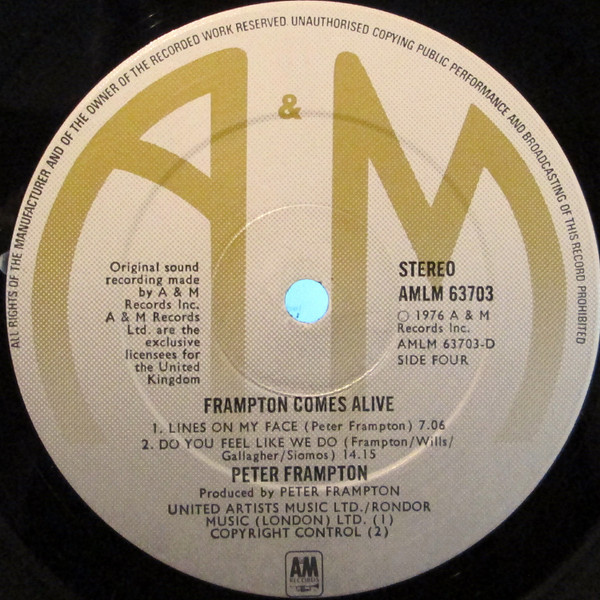 ALL RIGHTS OF THE MANUFACTURER AND OF THE OWNER OF THE RECORDED WORK RESERVED. UNAUTHORISED COPYING PUBLIC PERFORMANCE AND BROADCASTING OF THIS RECORD PROHIBITED
A & M
Original sound
recording made
by A & M
Records Inc.
A & M Records
Ltd. are the
exclusive
licensees for
the United
Kingdom
STEREO
AMLM 63703
℗ 1976 A & M
Records Inc.
AMLM 63703-D
SIDE FOUR
FRAMPTON COMES ALIVE
1. LINES ON MY FACE (Peter Frampton) 7.06
2. DO YOU FEEL LIKE WE DO (Frampton/Wills/
Gallagher/Siomos) 14.15
PETER FRAMPTON
Produced by PETER FRAMPTON
UNITED ARTISTS MUSIC LTD./RONDOR
MUSIC (LONDON) LTD. (1)
COPYRIGHT CONTROL (2)
AM
RECORDS